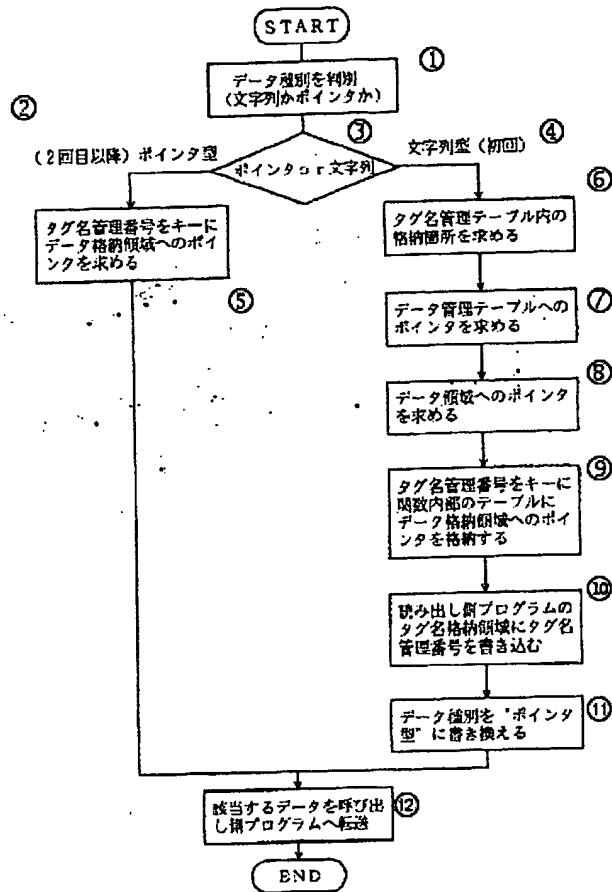 START
①
データ種別を判別
(文字列かポインタか)
②
③
④
(2回目以降) ポインタ型
ポインタor文字列
文字列型(初回)
⑥
タグ名管理番号をキーに
データ格納領域へのポ
インタを求める
⑤
タグ名管理テーブル内の
格納箇所を求める
⑦
データ管理テーブルへの
ポインタを求める
⑧
データ領域へのポインタ
を求める
⑨
タグ名管理番号をキーに
関数内部のテーブルに
データ格納領域へのポイ
ンタを格納する
⑩
読み出し側プログラムの
タグ名格納領域にタグ名
管理番号を書き込む
⑪
データ種別を"ポインタ
型"に書き換える
⑫
該当するデータを呼び出
し側プログラムへ転送
END